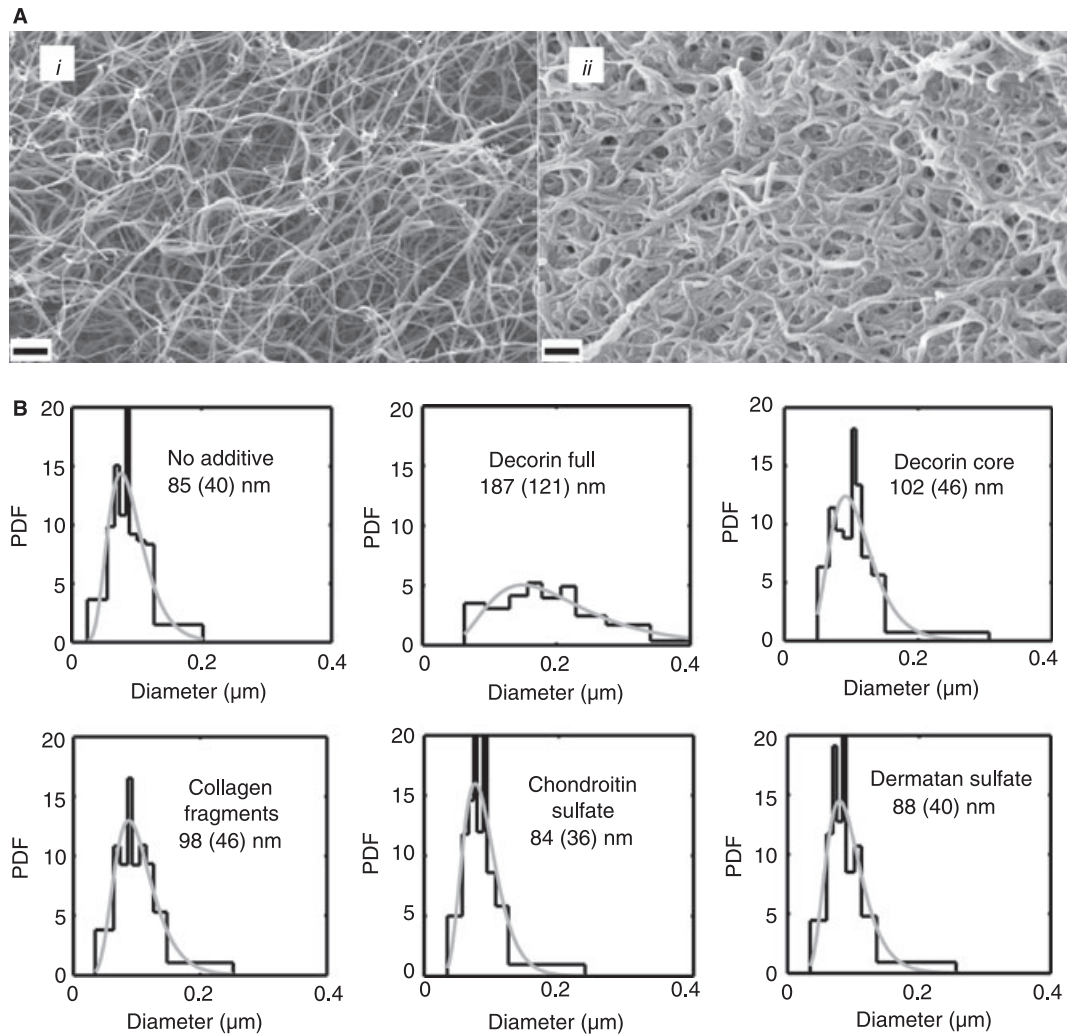 A
i
ii
B
20
15
10
5
0
PDF
No additive
85 (40) nm
0
0.2
0.4
Diameter (µm)
20
15
10
5
0
PDF
Decorin full
187 (121) nm
0
0.2
0.4
Diameter (µm)
20
15
10
5
0
PDF
Decorin core
102 (46) nm
0
0.2
0.4
Diameter (µm)
20
15
10
5
0
PDF
Collagen
fragments
98 (46) nm
0
0.2
0.4
Diameter (µm)
20
15
10
5
0
PDF
Chondroitin
sulfate
84 (36) nm
0
0.2
0.4
Diameter (µm)
20
15
10
5
0
PDF
Dermatan sulfate
88 (40) nm
0
0.2
0.4
Diameter (µm)